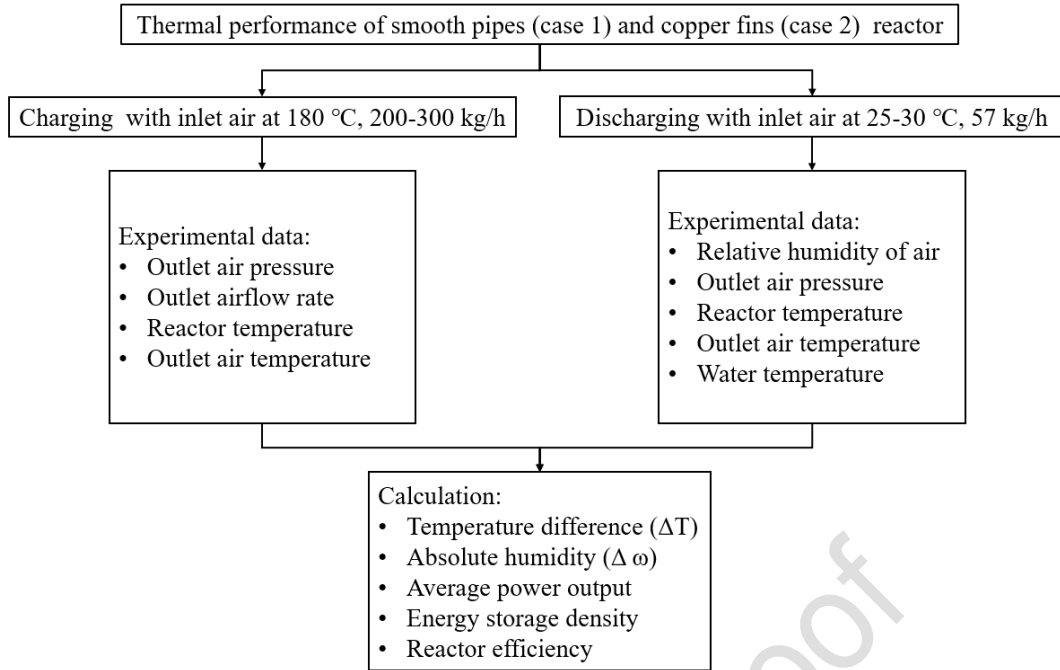 Thermal performance of smooth pipes (case 1) and copper fins (case 2) reactor
Charging with inlet air at 180 °C, 200-300 kg/h
Discharging with inlet air at 25-30 °C, 57 kg/h
Experimental data:
• Outlet air pressure
• Outlet airflow rate
• Reactor temperature
• Outlet air temperature
Experimental data:
• Relative humidity of air
• Outlet air pressure
• Reactor temperature
• Outlet air temperature
• Water temperature
Calculation:
• Temperature difference (ΔT)
• Absolute humidity (Δ ω)
• Average power output
• Energy storage density
• Reactor efficiency
oof